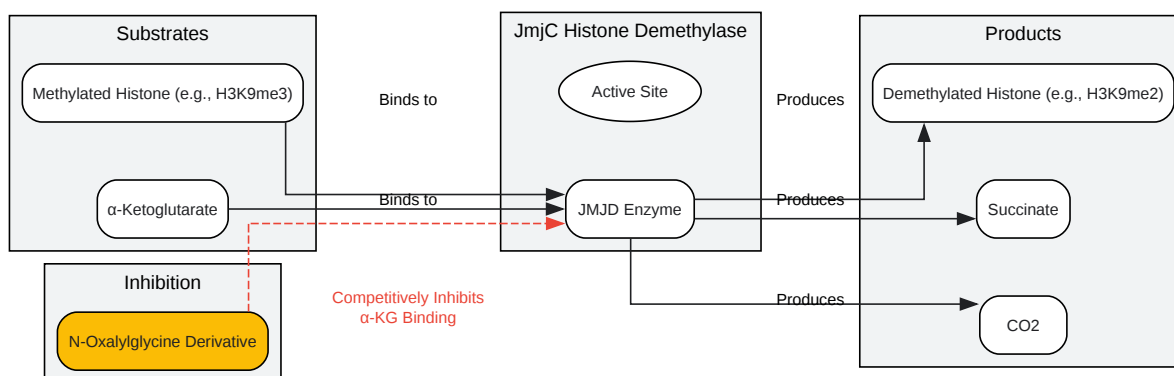 Substrates
JmjC Histone Demethylase
Products
Methylated Histone (e.g., H3K9me3)
Binds to
Active Site
Produces
Demethylated Histone (e.g., H3K9me2)
α-Ketoglutarate
Binds to
JMJD Enzyme
Produces
Succinate
Inhibition
Competitively Inhibits
α-KG Binding
Produces
CO2
N-Oxalylglycine Derivative